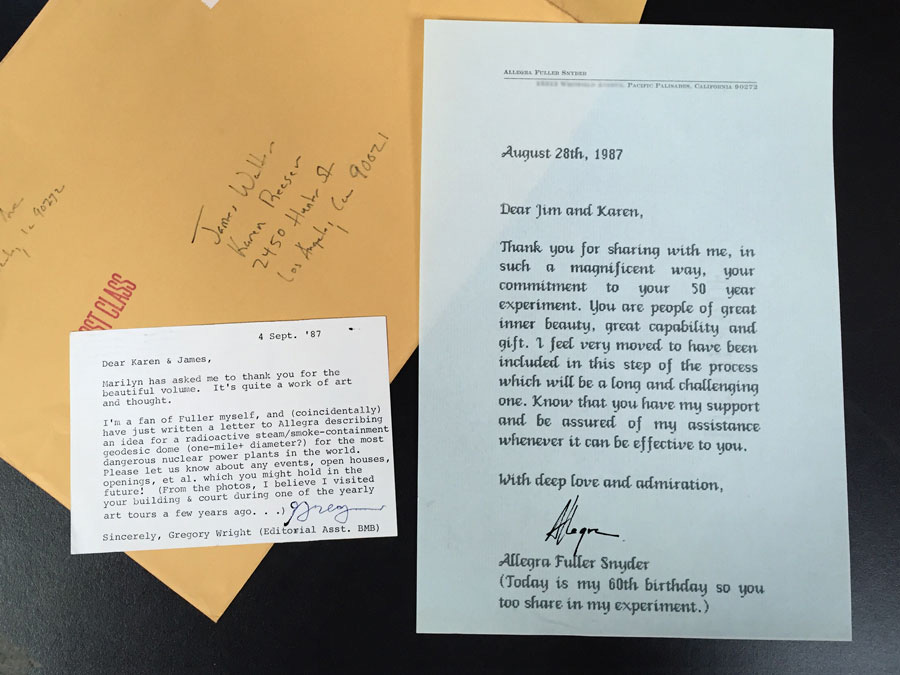 James
Karen Reeser
2450 Hunter St
Los Angeles, Ca 90021
90272
ST CLASS
4 Sept. '87
Dear Karen & James,
Marilyn has asked me to thank you for the
beautiful volume. It's quite a work of art
and thought.
I'm a fan of Fuller myself, and (coincidentally)
have just written a letter to Allegra describing
an idea for a radioactive steam/smoke-containment
geodesic dome (one-mile+ diameter?) for the most
dangerous nuclear power plants in the world.
Please let us know about any events, open houses,
openings, et al. which you might hold in the
future! (From the photos, I believe I visited
your building & court during one of the yearly
art tours a few years ago. . .) Greg
Sincerely, Gregory Wright (Editorial Asst. BMB)
Allegra Fuller Snyder
Pacific Palisades, California 90272
August 28th, 1987
Dear Jim and Karen,
Thank you for sharing with me, in
such a magnificent way, your
commitment to your 50 year
experiment. You are people of great
inner beauty, great capability and
gift. I feel very moved to have been
included in this step of the process
which will be a long and challenging
one. Know that you have my support
and be assured of my assistance
whenever it can be effective to you.
With deep love and admiration,
Allegra
Allegra Fuller Snyder
(Today is my 60th birthday so you
too share in my experiment.)